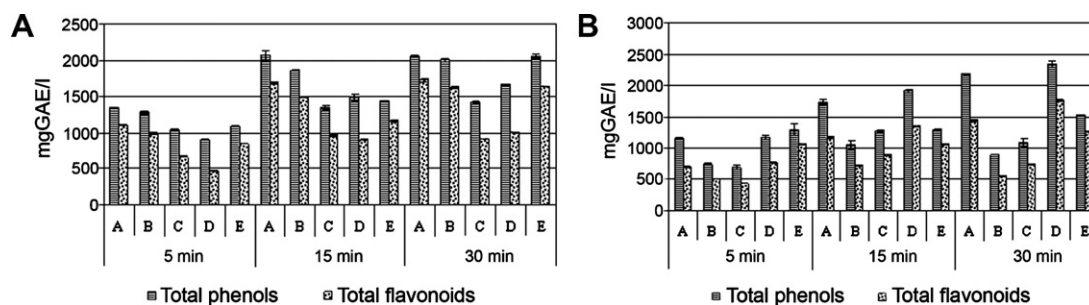 A
mgGAE/l
2500
2000
1500
1000
500
0
A B C D E A B C D E A B C D E
5 min 15 min 30 min
Total phenols Total flavonoids
B
mgGAE/l
3000
2500
2000
1500
1000
500
0
A B C D E A B C D E A B C D E
5 min 15 min 30 min
Total phenols Total flavonoids